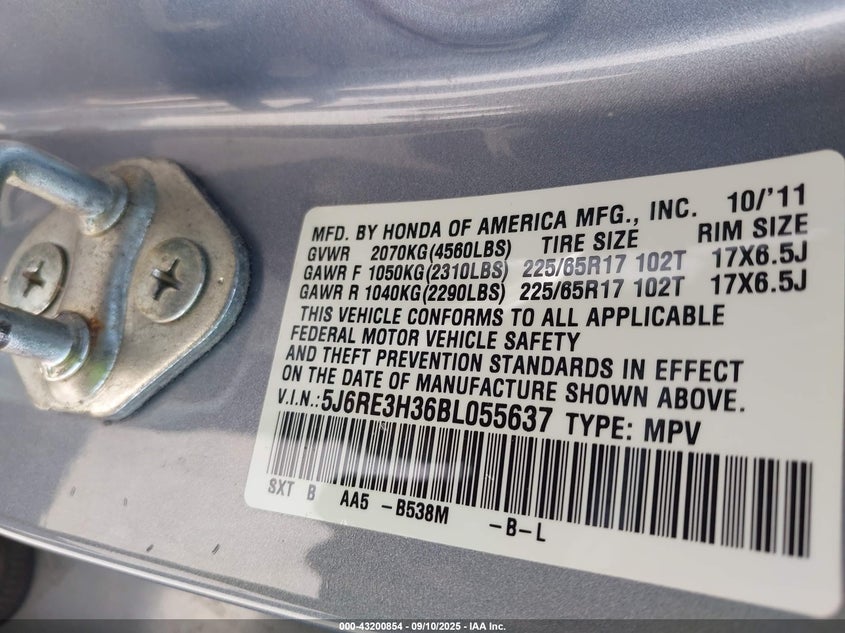 MFD. BY HONDA OF AMERICA MFG., INC. 10/'11
GVWR 2070KG(4560LBS) TIRE SIZE RIM SIZE
GAWR F 1050KG(2310LBS) 225/65R17 102T 17X6.5J
GAWR R 1040KG(2290LBS) 225/65R17 102T 17X6.5J
THIS VEHICLE CONFORMS TO ALL APPLICABLE
FEDERAL MOTOR VEHICLE SAFETY
AND THEFT PREVENTION STANDARDS IN EFFECT
ON THE DATE OF MANUFACTURE SHOWN ABOVE.
V.I.N.:5J6RE3H36BL055637 TYPE: MPV
SXT B AA5 -B538M -B-L
000-43200854 - 09/10/2025 - IAA Inc.